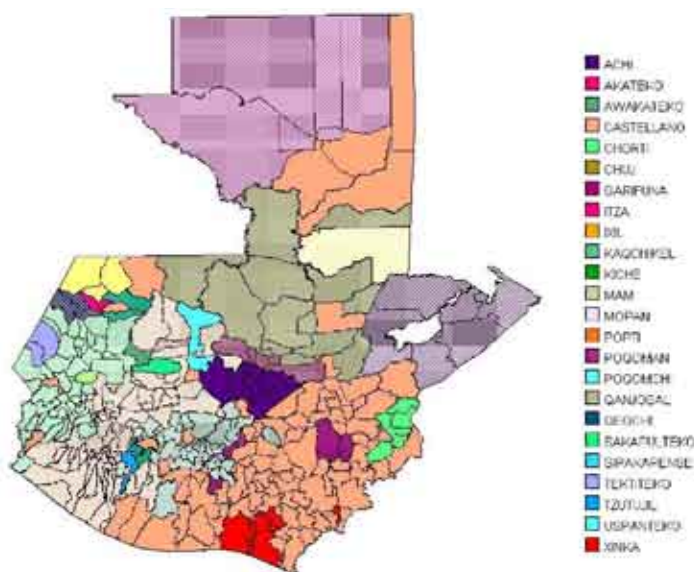 ACHI
AKATEKO
AWAKATEKO
CASTELLANO
CHORTI
CHUJ
GARIFUNA
ITZA
IXIL
KAQCHIKEL
KICHE
MAM
MOPAN
POPTI
POQOMAN
POQOMCHI
QANJOBAL
QEQCHI
SAKAPULTEKO
SIPAKAPENSE
TEKTITEKO
TZUTUJIL
USPANTEKO
XINKA